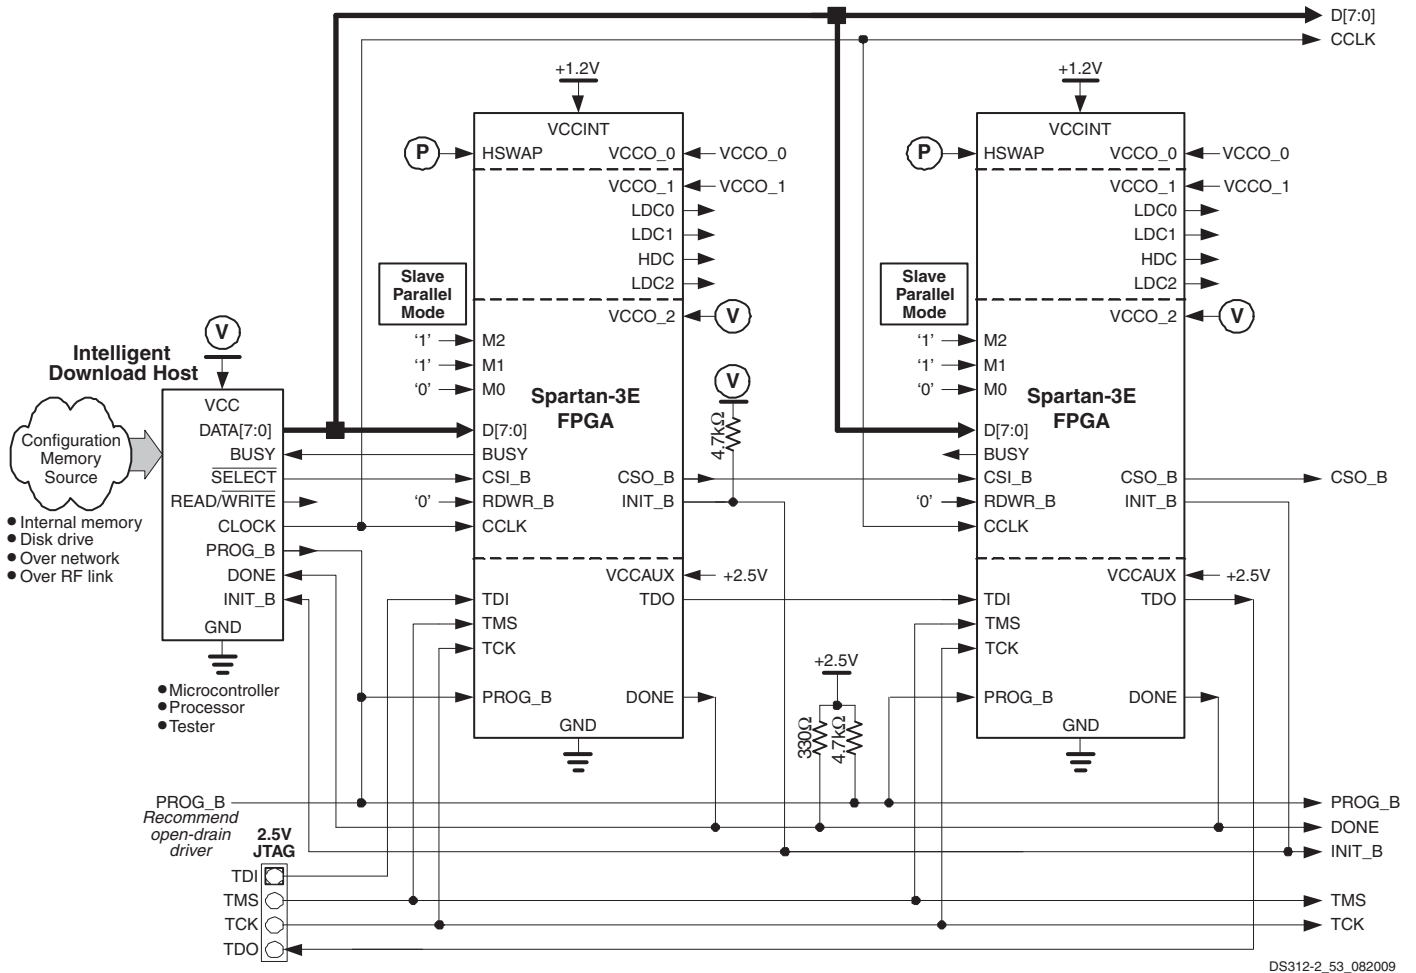 D[7:0]
CCLK
+1.2V
+1.2V
VCCINT
VCCINT
P
HSWAP
VCCO_0
VCCO_0
P
HSWAP
VCCO_0
VCCO_0
VCCO_1
VCCO_1
VCCO_1
VCCO_1
LDC0
LDC0
LDC1
LDC1
HDC
HDC
LDC2
LDC2
Slave
Parallel
Mode
Slave
Parallel
Mode
VCCO_2
V
VCCO_2
V
V
Intelligent
Download Host
'1'
M2
'1'
M2
'1'
M1
'1'
M1
'0'
M0
'0'
M0
V
4.7kΩ
Spartan-3E
FPGA
Spartan-3E
FPGA
VCC
DATA[7:0]
D[7:0]
D[7:0]
BUSY
BUSY
BUSY
SELECT
CSI_B
CSO_B
CSI_B
CSO_B
CSO_B
READ/WRITE
'0'
RDWR_B
INIT_B
'0'
RDWR_B
INIT_B
CLOCK
CCLK
CCLK
PROG_B
DONE
INIT_B
GND
Configuration
Memory
Source
Internal memory
Disk drive
Over network
Over RF link
VCCAUX
+2.5V
VCCAUX
+2.5V
TDI
TDO
TDI
TDO
TMS
TMS
TCK
TCK
Microcontroller
Processor
Tester
+2.5V
330Ω
4.7kΩ
PROG_B
DONE
PROG_B
DONE
GND
GND
PROG_B
Recommend
open-drain
driver
PROG_B
DONE
INIT_B
2.5V
JTAG
TDI
TMS
TMS
TCK
TCK
TDO
DS312-2_53_082009